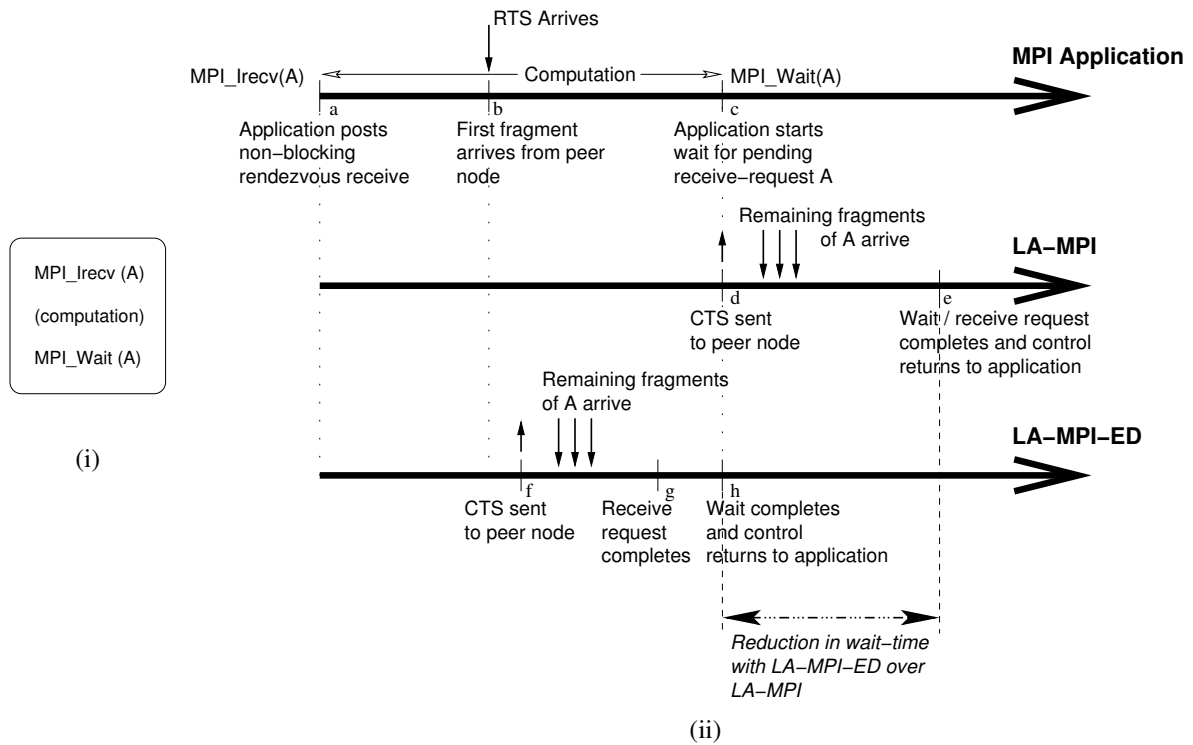 RTS Arrives
MPI Application
MPI_Irecv(A)
Computation
MPI_Wait(A)
a
b
c
Application posts
non−blocking
rendezvous receive
First fragment
arrives from peer
node
Application starts
wait for pending
receive−request A
Remaining fragments
of A arrive
LA−MPI
MPI_Irecv (A)
(computation)
MPI_Wait (A)
(i)
d
e
CTS sent
to peer node
Wait / receive request
completes and control
returns to application
Remaining fragments
of A arrive
LA−MPI−ED
f
g
h
CTS sent
to peer node
Receive
request
completes
Wait completes
and control
returns to application
Reduction in wait−time
with LA−MPI−ED over
LA−MPI
(ii)